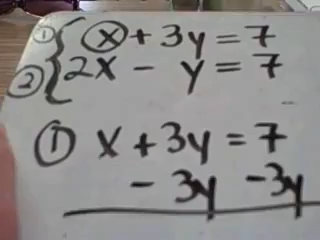 ① { x + 3y = 7
② 2x - y = 7
① x + 3y = 7
- 3y -3y